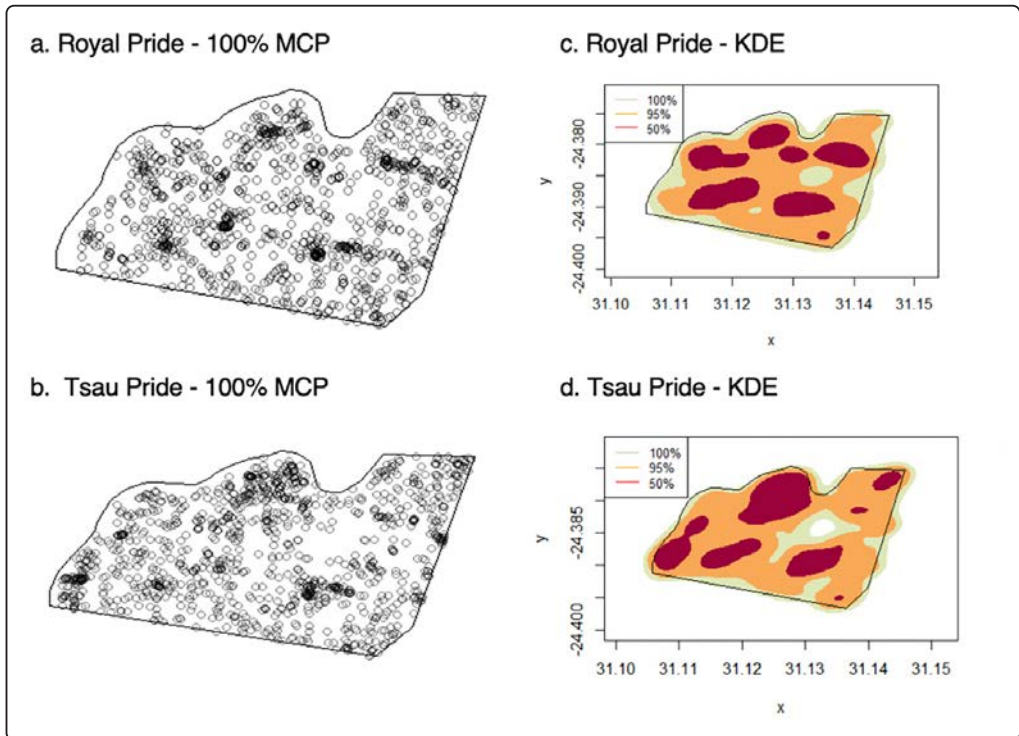 a. Royal Pride - 100% MCP
c. Royal Pride - KDE
100%
95%
50%
-24.380
-24.390
-24.400
y
31.10 31.11 31.12 31.13 31.14 31.15
x
b. Tsau Pride - 100% MCP
d. Tsau Pride - KDE
100%
95%
50%
-24.385
-24.400
y
31.10 31.11 31.12 31.13 31.14 31.15
x